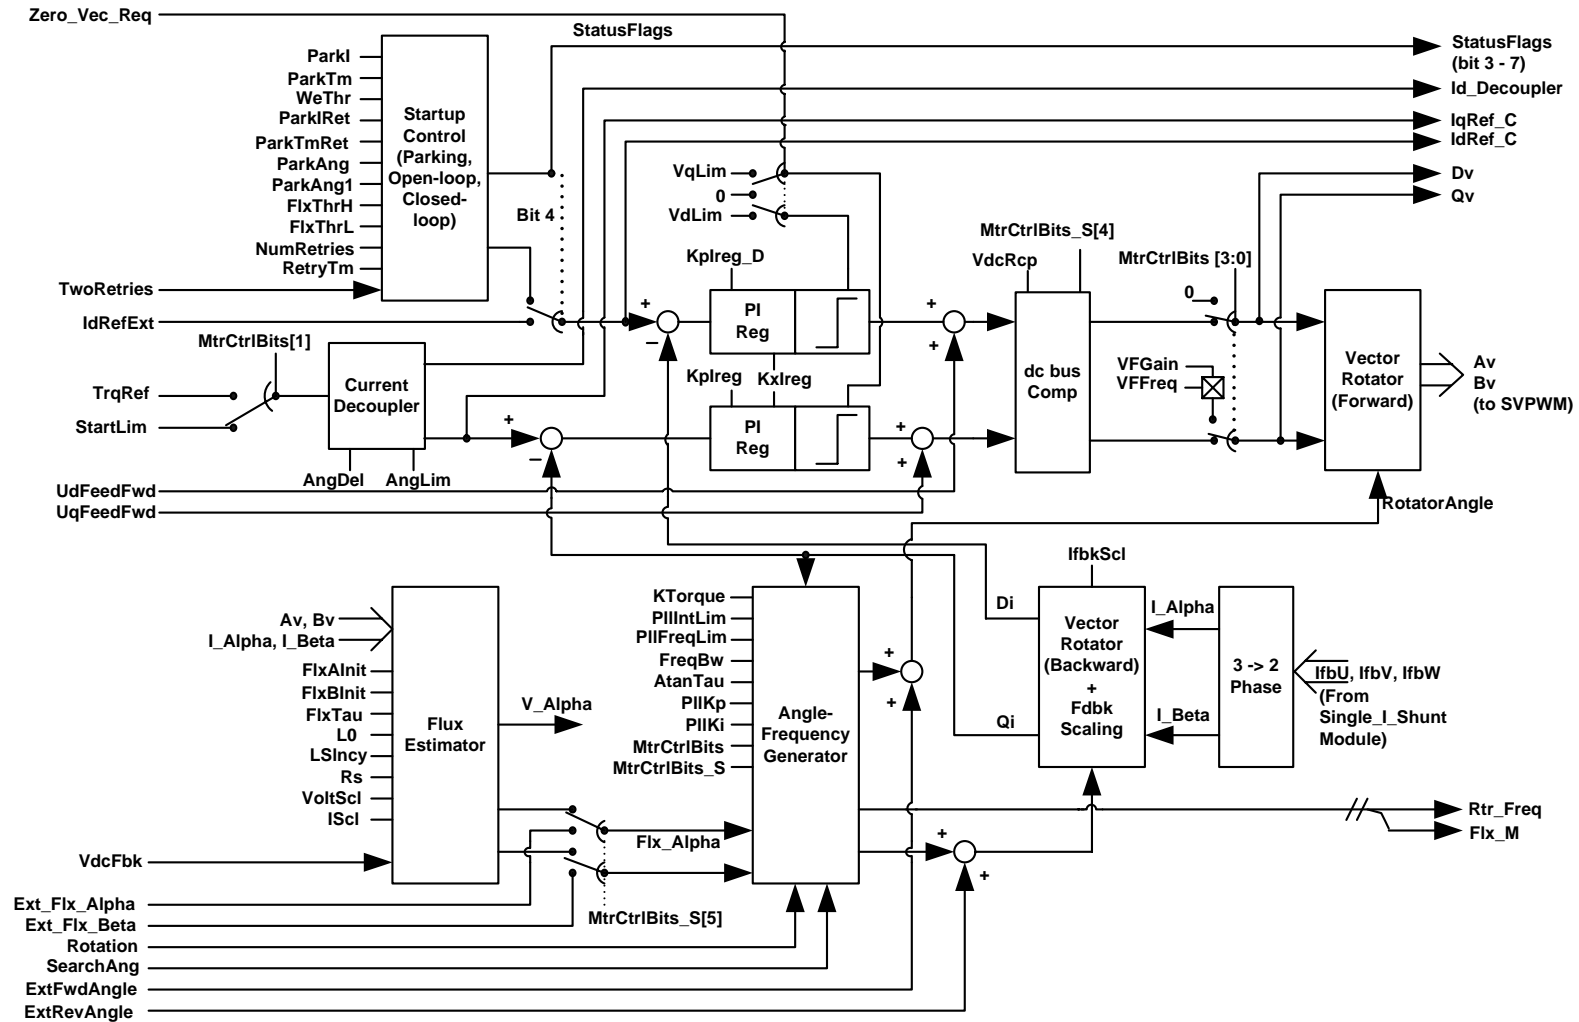 Zero_Vec_Req
StatusFlags
StatusFlags
(bit 3 - 7)
Id_Decoupler
IqRef_C
IdRef_C
Dv
Qv
ParkI
ParkTm
WeThr
ParkIRet
ParkTmRet
ParkAng
ParkAng1
FlxThrH
FlxThrL
NumRetries
RetryTm
TwoRetries
IdRefExt
Startup
Control
(Parking,
Open-loop,
Closed-
loop)
Bit 4
VqLim
0
VdLim
KpIreg_D
+
−
PI
Reg
+
+
MtrCtrlBits_S[4]
VdcRcp
MtrCtrlBits [3:0]
0
MtrCtrlBits[1]
TrqRef
StartLim
Current
Decoupler
AngDel
AngLim
KpIreg
KxIreg
+
−
PI
Reg
+
+
dc bus
Comp
VFGain
VFFreq
Vector
Rotator
(Forward)
Av
Bv
(to SVPWM)
UdFeedFwd
UqFeedFwd
RotatorAngle
Av, Bv
I_Alpha, I_Beta
FlxAInit
FlxBInit
FlxTau
L0
LSlncy
Rs
VoltScl
IScl
VdcFbk
Flux
Estimator
V_Alpha
KTorque
PllIntLim
PllFreqLim
FreqBw
AtanTau
PllKp
PllKi
MtrCtrlBits
MtrCtrlBits_S
Flx_Alpha
MtrCtrlBits_S[5]
Angle-
Frequency
Generator
+
+
+
+
Di
Qi
IfbkScl
Vector
Rotator
(Backward)
+
Fdbk
Scaling
I_Alpha
I_Beta
3 -> 2
Phase
IfbU, IfbV, IfbW
(From
Single_I_Shunt
Module)
Rtr_Freq
Flx_M
Ext_Flx_Alpha
Ext_Flx_Beta
Rotation
SearchAng
ExtFwdAngle
ExtRevAngle